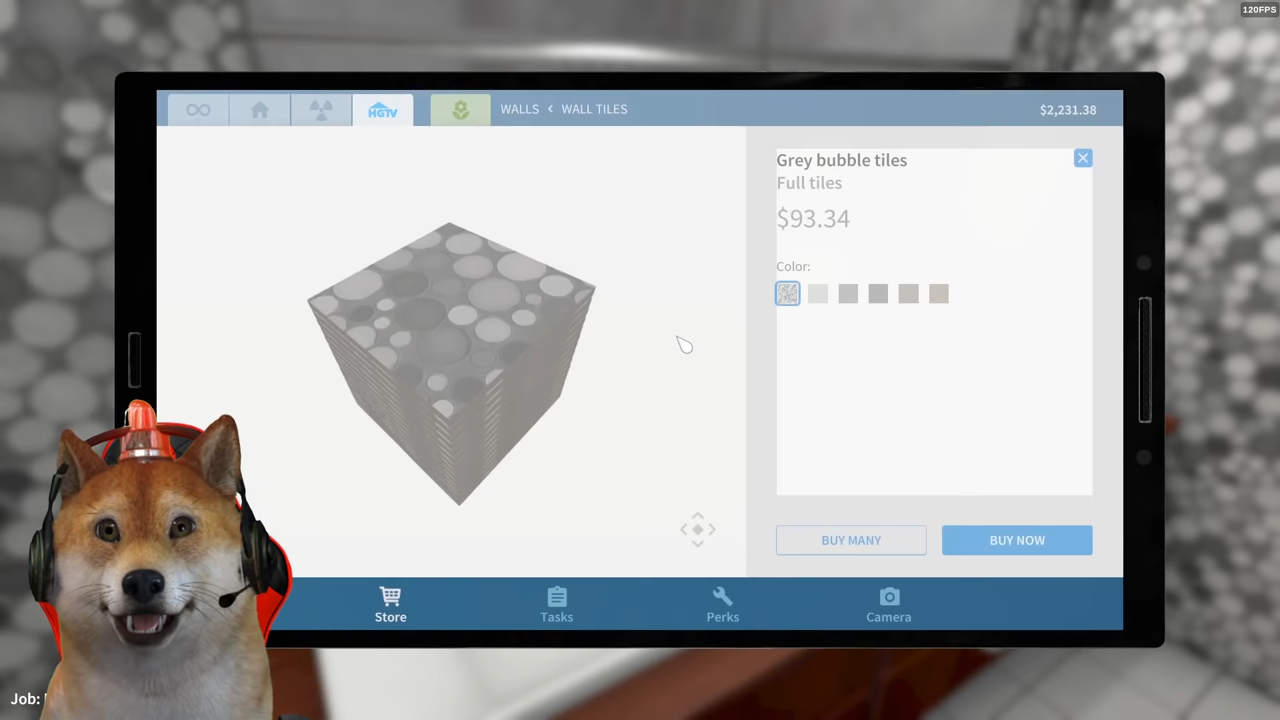 120FPS
HGTV
WALLS < WALL TILES
$2,231.38
Grey bubble tiles
Full tiles
$93.34
Color:
BUY MANY
BUY NOW
Store
Tasks
Perks
Camera
Job: